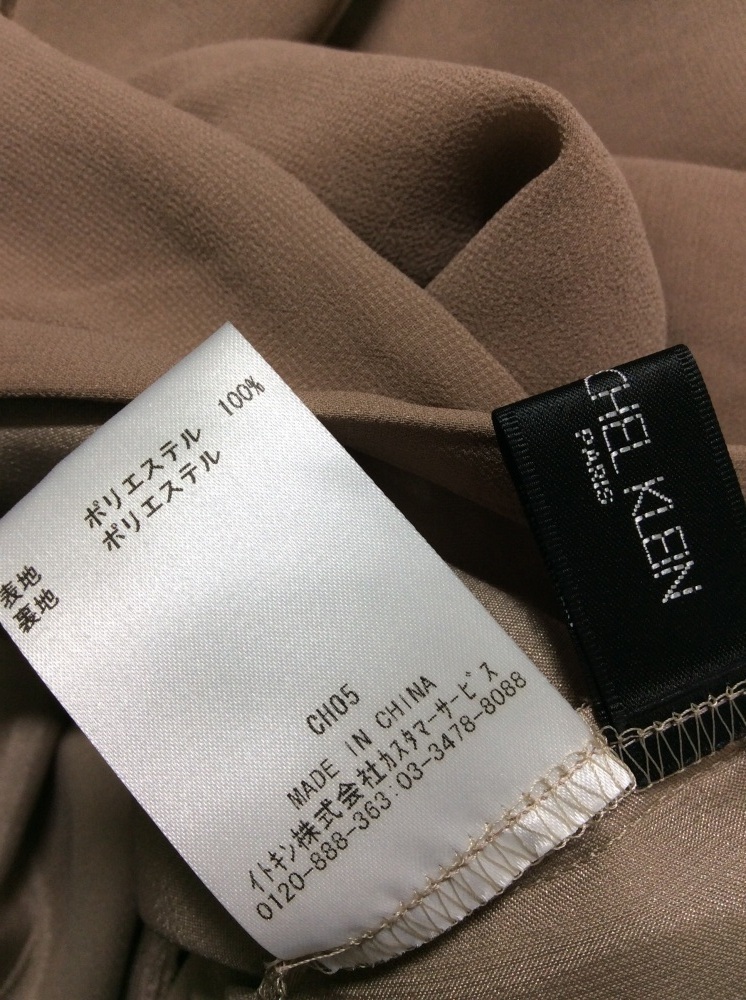 表地 ポリエステル 100%
裏地 ポリエステル
CH05
MADE IN CHINA
イトキン株式会社カスタマーサービス
0120-888-363:03-3478-8088
CHEL KLEIN
PARIS